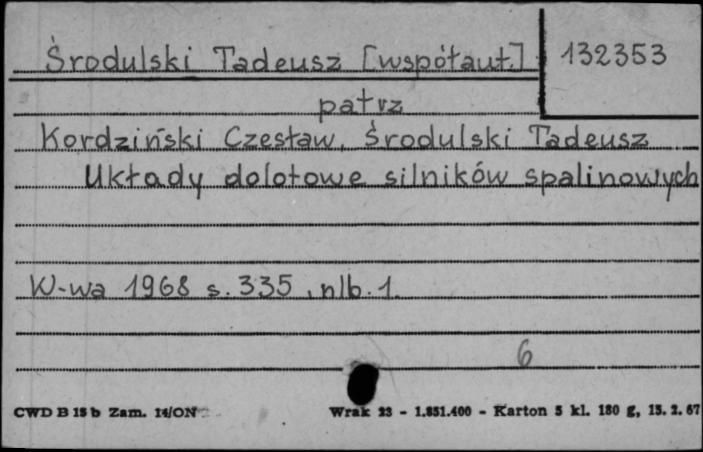 Środulski Tadeusz [współaut.] 132353
patrz
Kordziński Czesław, Środulski Tadeusz
Układy dolotowe silników spalinowych
W-wa 1968 s. 335, nlb. 1.
6
CWD B 15 b Zam. 14/ON Wrak 23 - 1.851.400 - Karton 5 kl. 180 g, 15. 2. 67